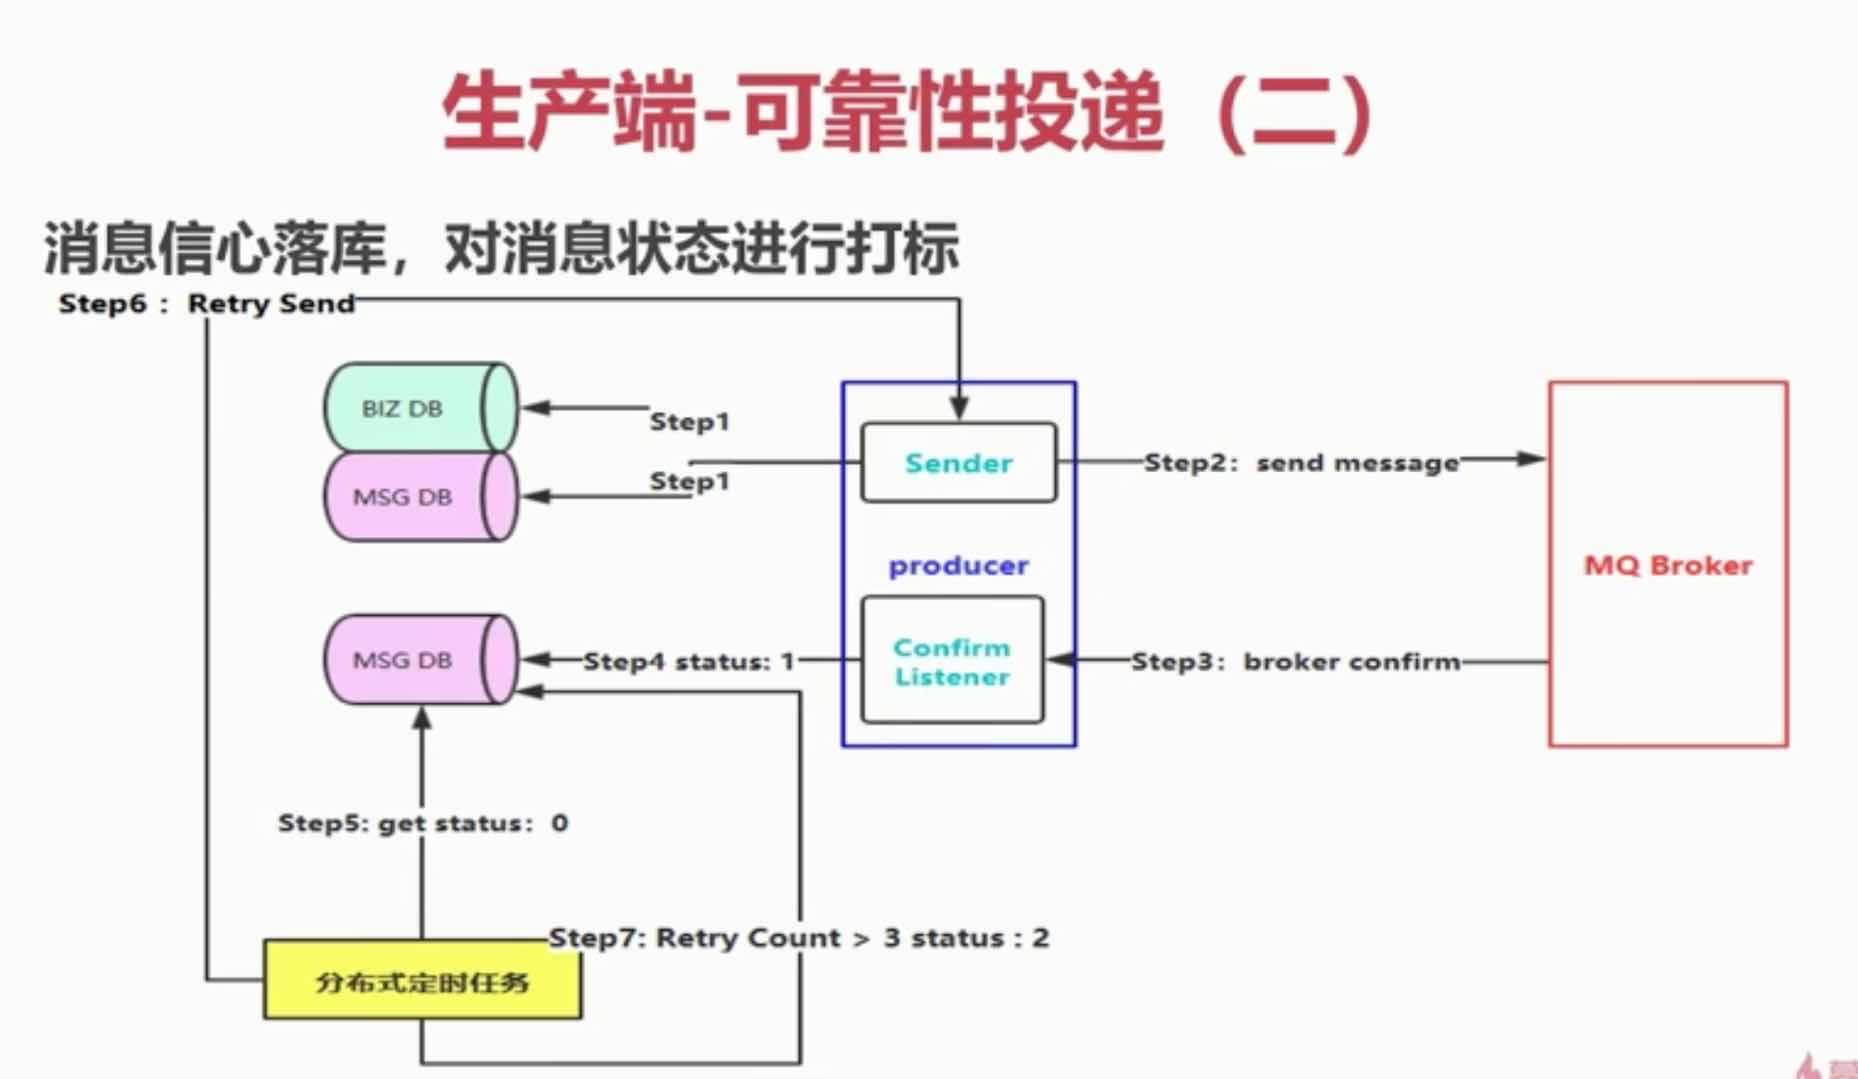 生产端-可靠性投递（二）
消息信心落库，对消息状态进行打标
Step6： Retry Send
BIZ DB
Step1
Sender
Step2：send message
Step1
MSG DB
producer
MQ Broker
Confirm
Listener
MSG DB
Step4 status: 1
Step3：broker confirm
Step5: get status：0
Step7: Retry Count > 3 status : 2
分布式定时任务